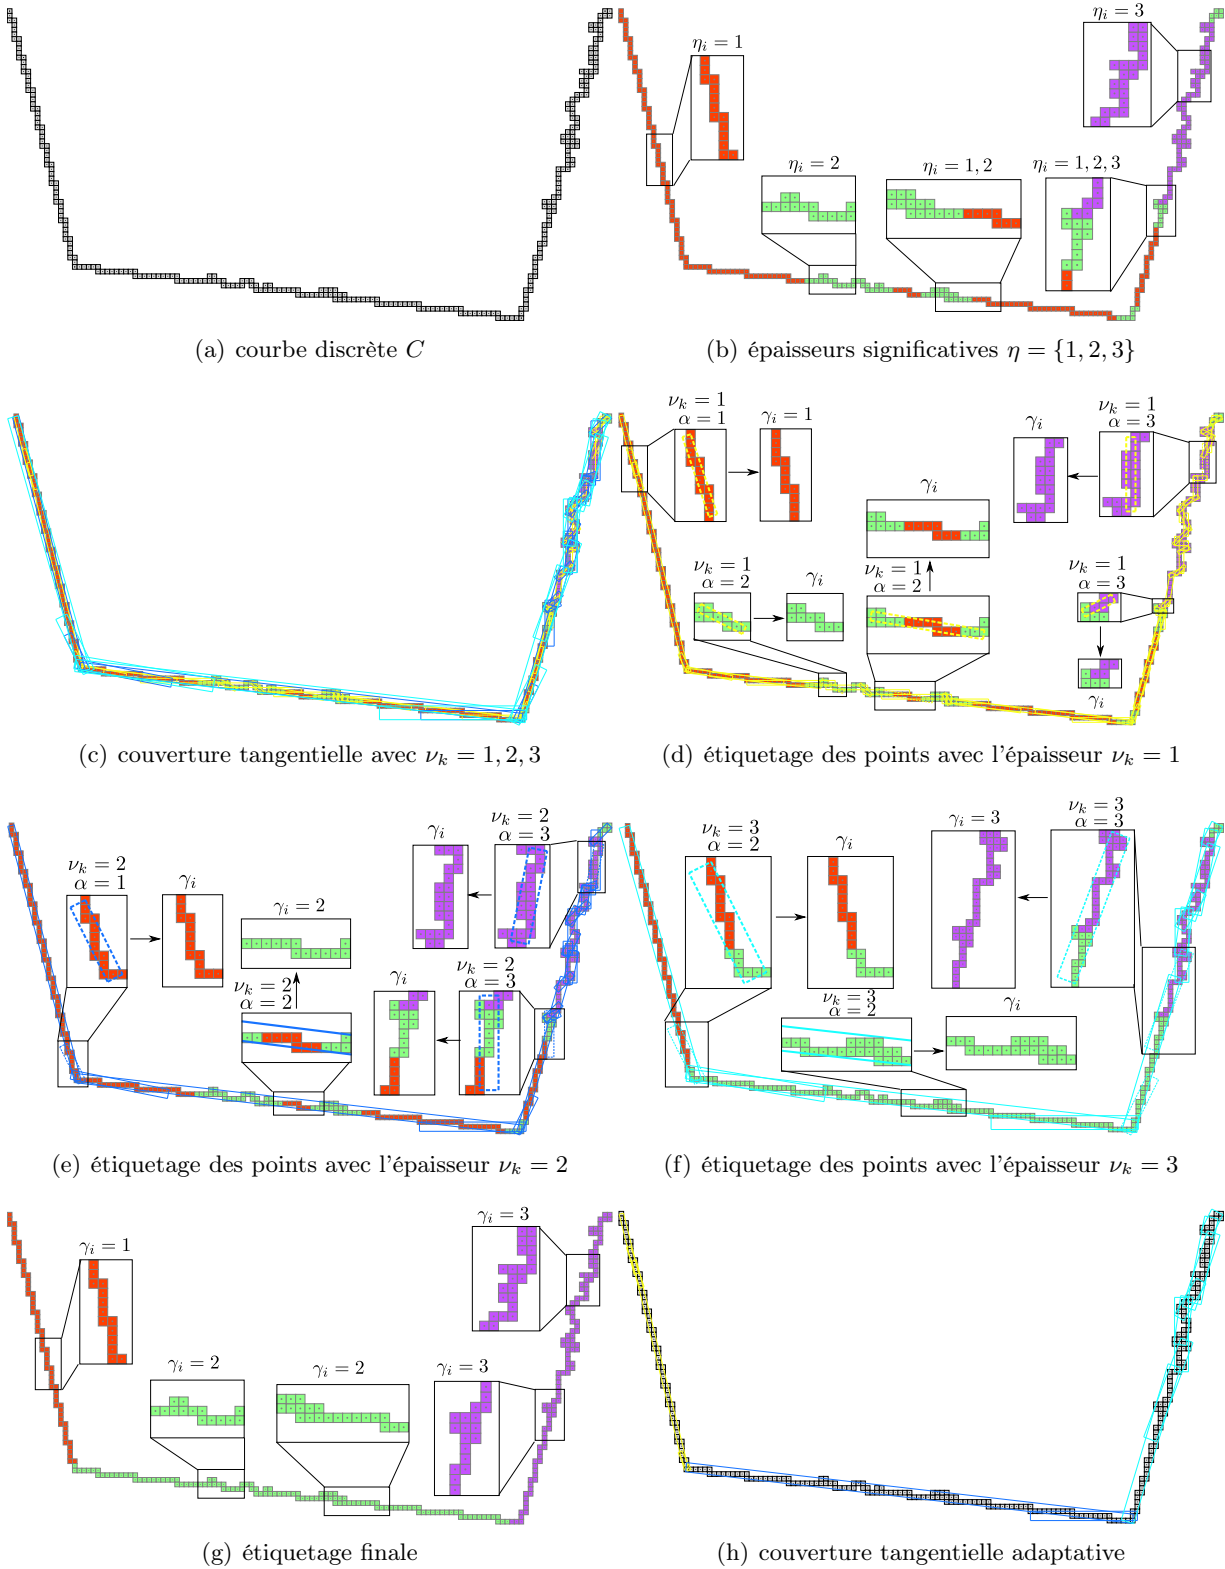 η_i = 1
η_i = 3
η_i = 2
η_i = 1, 2
η_i = 1, 2, 3
(a) courbe discrète C
(b) épaisseurs significatives η = {1, 2, 3}
ν_k = 1
α = 1
γ_i = 1
γ_i
ν_k = 1
α = 3
γ_i
ν_k = 1
α = 2
γ_i
ν_k = 1
α = 2
ν_k = 1
α = 3
γ_i
(c) couverture tangentielle avec ν_k = 1, 2, 3
(d) étiquetage des points avec l'épaisseur ν_k = 1
ν_k = 2
α = 1
γ_i
γ_i = 2
γ_i
ν_k = 2
α = 3
ν_k = 2
α = 2
γ_i
ν_k = 2
α = 3
ν_k = 3
α = 2
γ_i
γ_i = 3
ν_k = 3
α = 3
ν_k = 3
α = 2
γ_i
(e) étiquetage des points avec l'épaisseur ν_k = 2
(f) étiquetage des points avec l'épaisseur ν_k = 3
γ_i = 1
γ_i = 3
γ_i = 2
γ_i = 2
γ_i = 3
(g) étiquetage finale
(h) couverture tangentielle adaptative